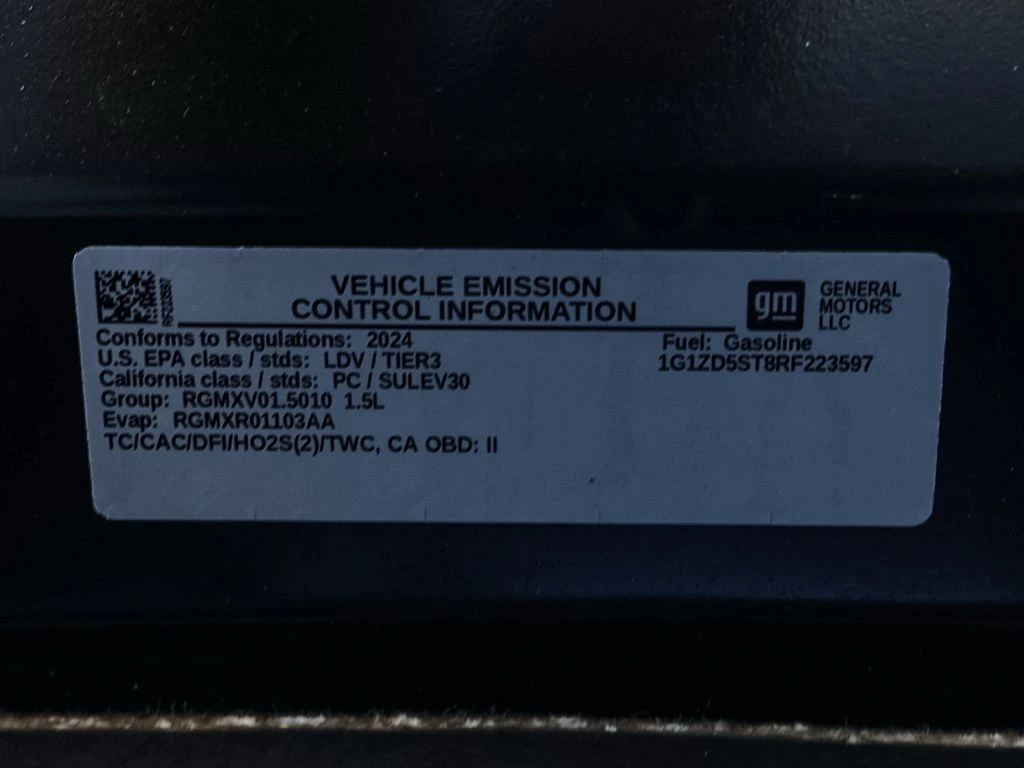 VEHICLE EMISSION
CONTROL INFORMATION
gm
GENERAL
MOTORS
LLC
RF223597
Conforms to Regulations: 2024
U.S. EPA class / stds: LDV / TIER3
California class / stds: PC / SULEV30
Group: RGMXV01.5010 1.5L
Evap: RGMXR01103AA
TC/CAC/DFI/HO2S(2)/TWC, CA OBD: II
Fuel: Gasoline
1G1ZD5ST8RF223597